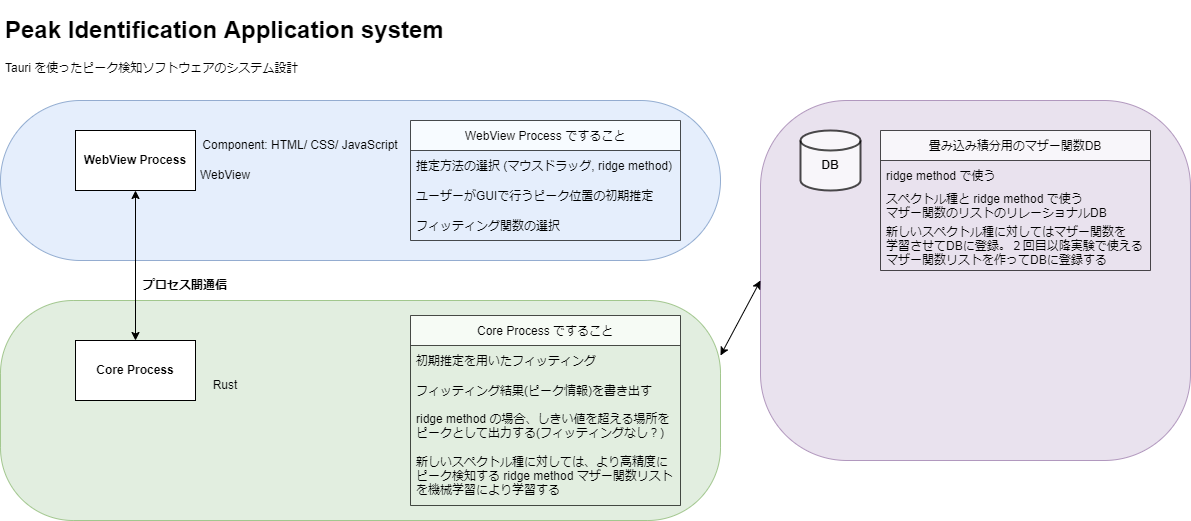 Peak Identification Application system
Tauri を使ったピーク検知ソフトウェアのシステム設計
WebView Process
Component: HTML/ CSS/ JavaScript
WebView
WebView Process ですること
推定方法の選択 (マウスドラッグ, ridge method)
ユーザーがGUIで行うピーク位置の初期推定
フィッティング関数の選択
プロセス間通信
Core Process
Rust
Core Process ですること
初期推定を用いたフィッティング
フィッティング結果(ピーク情報)を書き出す
ridge method の場合、しきい値を超える場所を
ピークとして出力する(フィッティングなし？)
新しいスペクトル種に対しては、より高精度に
ピーク検知する ridge method マザー関数リスト
を機械学習により学習する
DB
畳み込み積分用のマザー関数DB
ridge method で使う
スペクトル種と ridge method で使う
マザー関数のリストのリレーショナルDB
新しいスペクトル種に対してはマザー関数を
学習させてDBに登録。２回目以降実験で使える
マザー関数リストを作ってDBに登録する